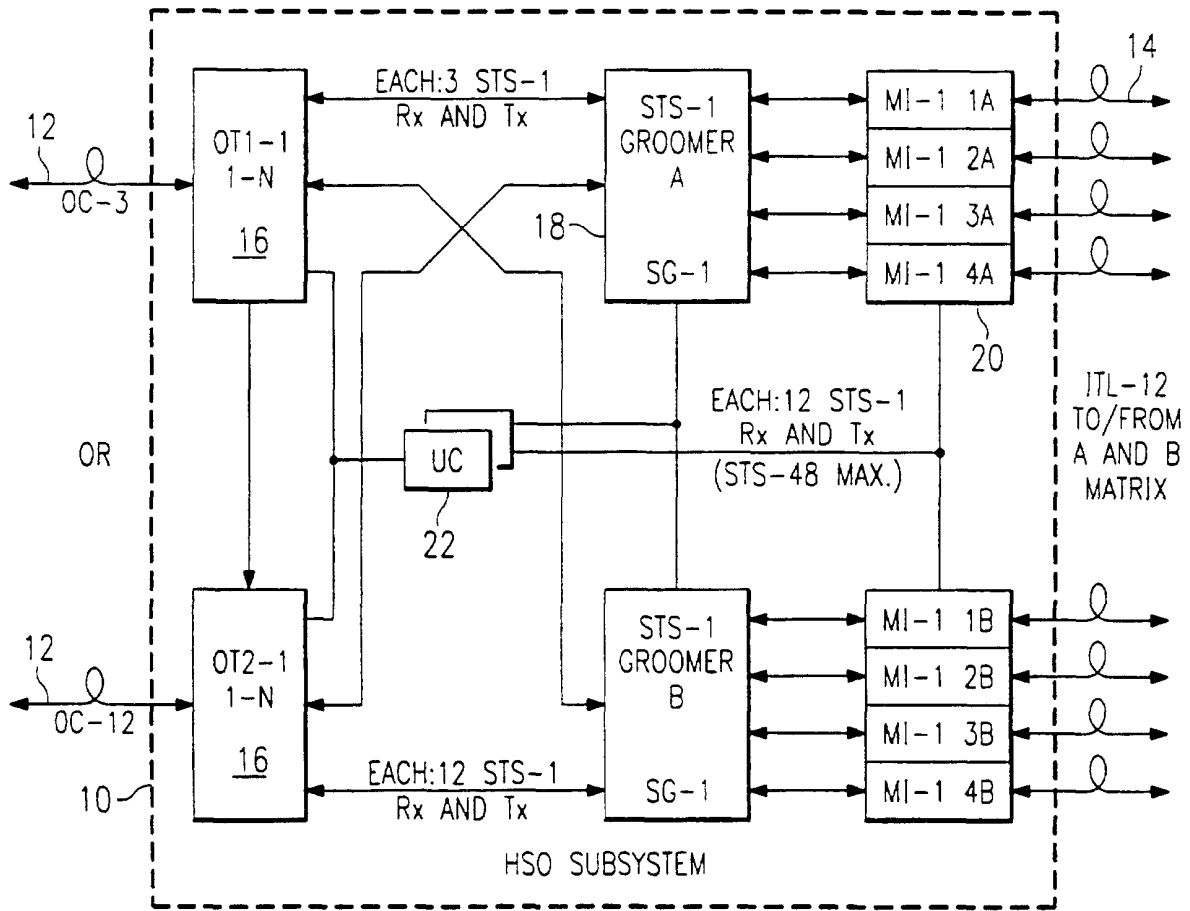 12
OC-3
OT1-1
1-N
16
EACH:3 STS-1
Rx AND Tx
STS-1
GROOMER
A
SG-1
18
MI-1 1A
MI-1 2A
MI-1 3A
MI-1 4A
14
20
OR
UC
22
EACH:12 STS-1
Rx AND Tx
(STS-48 MAX.)
ITL-12
TO/FROM
A AND B
MATRIX
12
OC-12
OT2-1
1-N
16
10
EACH:12 STS-1
Rx AND Tx
STS-1
GROOMER
B
SG-1
MI-1 1B
MI-1 2B
MI-1 3B
MI-1 4B
HSO SUBSYSTEM